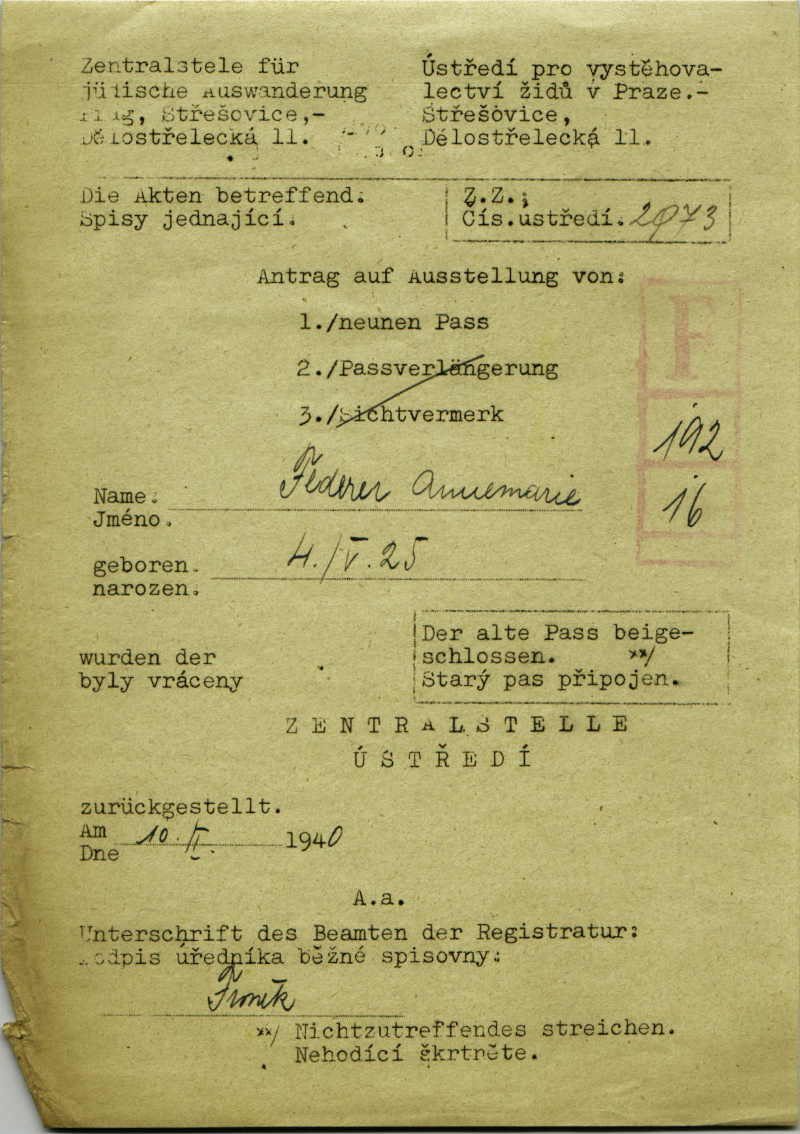 Zentralstele für
jüdische Auswanderung
Prag, Střešovice,-
Dělostřelecká 11.
Ústředí pro vystěhova-
lectví židů v Praze.-
Střešovice,
Dělostřelecká 11.
Die Akten betreffend:
Spisy jednající:
Z.Z.:
Čís.ustředí. 2973
Antrag auf Ausstellung von:
1./neunen Pass
2./Passverlängerung
3./Sichtvermerk
F
192
16
Name: Federer Annemarie
Jméno.
geboren. 4./V.25
narozen:
wurden der
byly vráceny
Der alte Pass beige-
schlossen. xx/
Starý pas připojen.
ZENTRALSTELLE
ÚSTŘEDÍ
zurückgestellt.
Am
Dne 10./V. 1940
A.a.
Unterschrift des Beamten der Registratur:
Podpis úředníka běžné spisovny:
xx/ Nichtzutreffendes streichen.
Nehodící škrtněte.